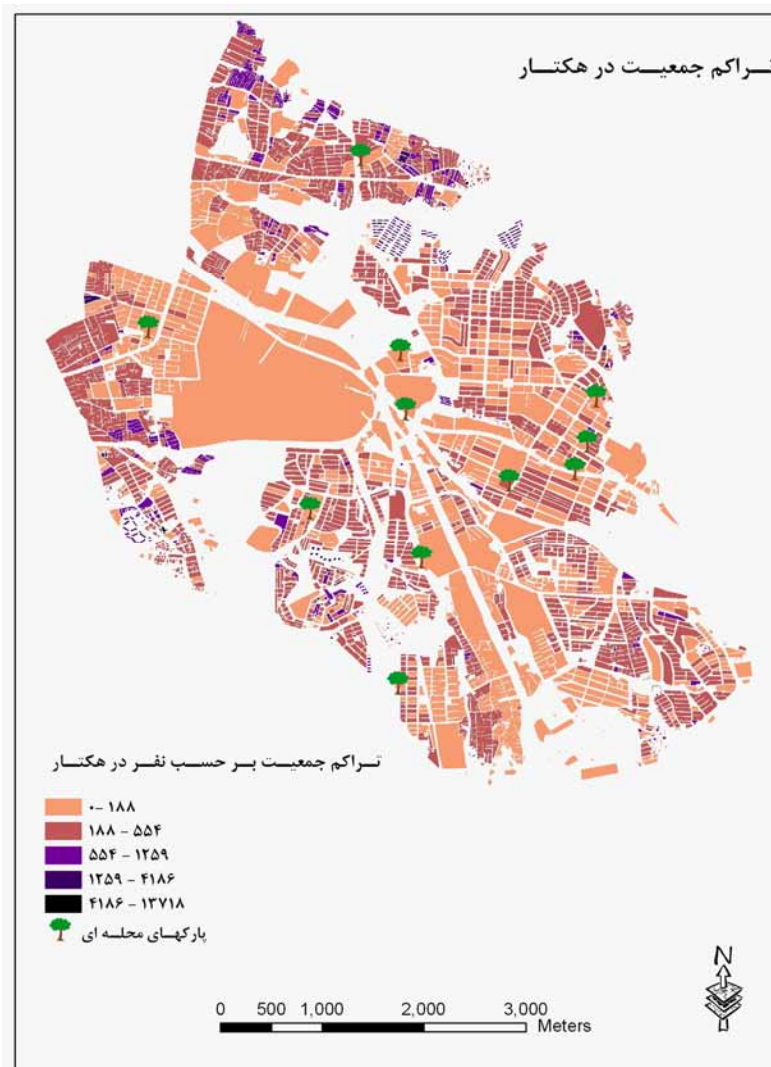 تراکم جمعیت در هکتار
تراکم جمعیت بر حسب نفر در هکتار
۰-۱۸۸
۱۸۸ - ۵۵۴
۵۵۴ - ۱۲۵۹
۱۲۵۹ - ۴۱۸۶
۴۱۸۶ - ۱۳۷۱۸
پارکهای محله ای
N
0 500 1,000 2,000 3,000
Meters